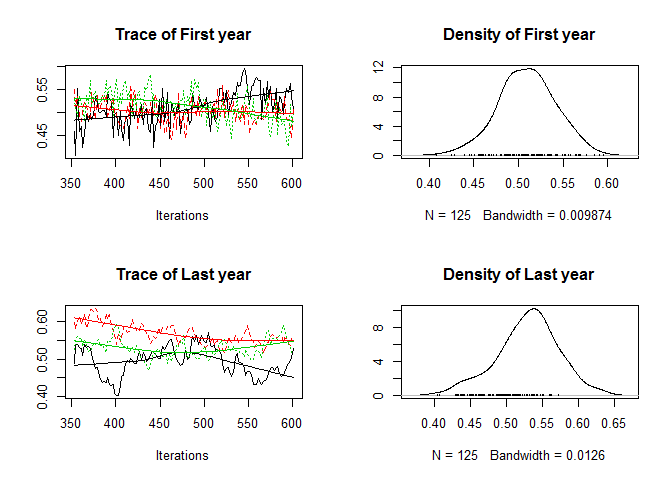 Trace of First year
0.45 0.55
350 400 450 500 550 600
Iterations
Density of First year
0 4 8 12
0.40 0.45 0.50 0.55 0.60
N = 125 Bandwidth = 0.009874
Trace of Last year
0.40 0.50 0.60
350 400 450 500 550 600
Iterations
Density of Last year
0 4 8
0.40 0.45 0.50 0.55 0.60 0.65
N = 125 Bandwidth = 0.0126